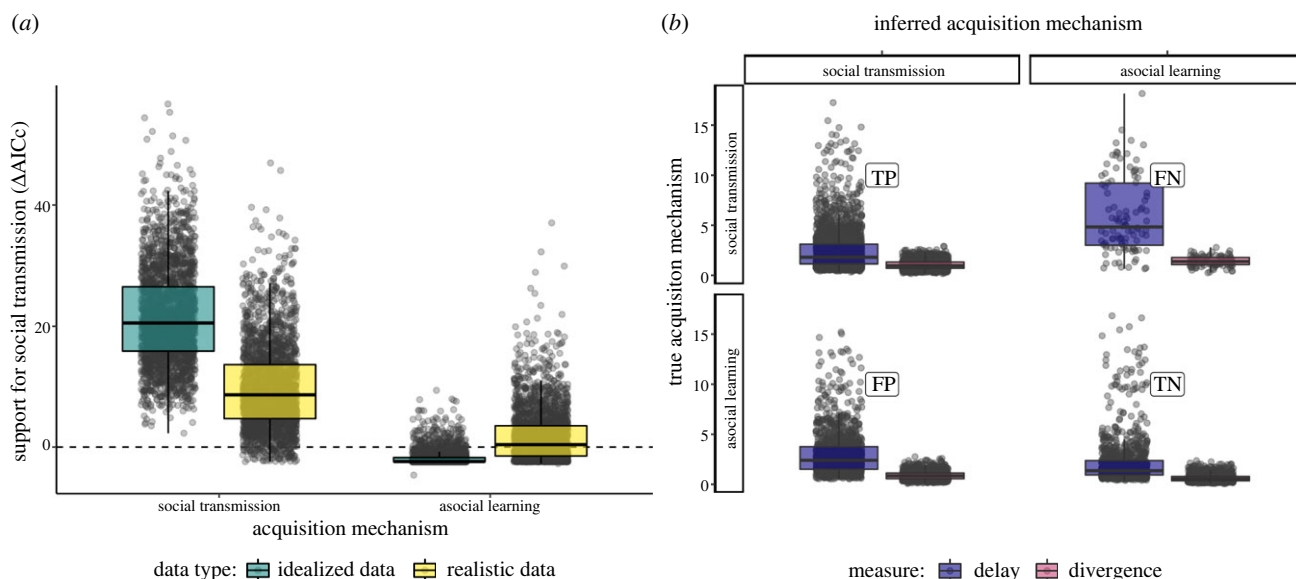 (a)
support for social transmission (ΔAICc)
40
20
0
social transmission
asocial learning
acquisition mechanism
data type: idealized data realistic data
(b)
inferred acquisition mechanism
social transmission
asocial learning
true acquisiton mechanism
social transmission
asocial learning
15
10
5
0
TP
FN
15
10
5
0
FP
TN
measure: delay divergence